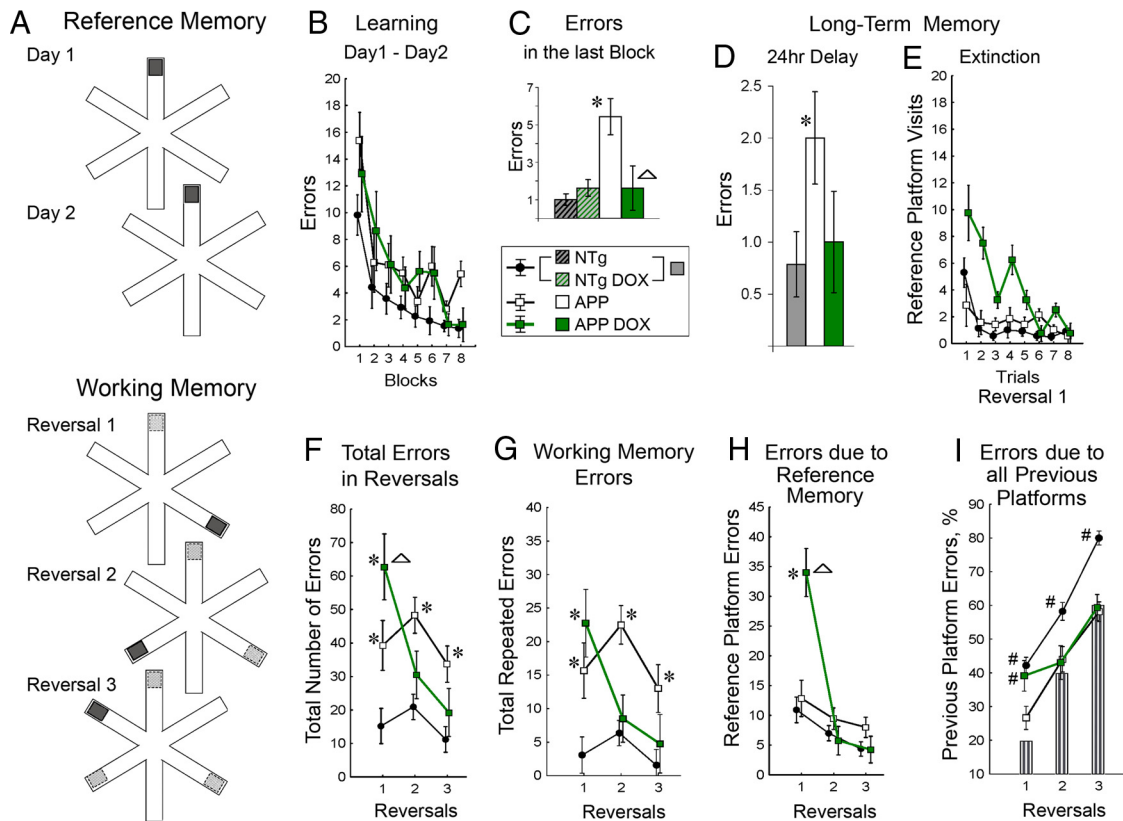 A
Reference Memory
Day 1
Day 2
Working Memory
Reversal 1
Reversal 2
Reversal 3
B
Learning
Day1 - Day2
Errors
20
18
16
14
12
10
8
6
4
2
0
1 2 3 4 5 6 7 8
Blocks
C
Errors
in the last Block
Errors
7
5
3
1
*
NTg
NTg DOX
APP
APP DOX
Long-Term Memory
D
24hr Delay
Errors
2.5
2.0
1.5
1.0
0.5
*
E
Extinction
Reference Platform Visits
20
18
16
14
12
10
8
6
4
2
0
1 2 3 4 5 6 7 8
Trials
Reversal 1
F
Total Errors
in Reversals
Total Number of Errors
80
70
60
50
40
30
20
10
0
* * * *
1 2 3
Reversals
G
Working Memory
Errors
Total Repeated Errors
40
35
30
25
20
15
10
5
0
* * * *
1 2 3
Reversals
H
Errors due to
Reference
Memory
Reference Platform Errors
45
40
35
30
25
20
15
10
5
0
*
1 2 3
Reversals
I
Errors due to
all Previous
Platforms
Previous Platform Errors, %
90
80
70
60
50
40
30
20
10
# # # #
1 2 3
Reversals